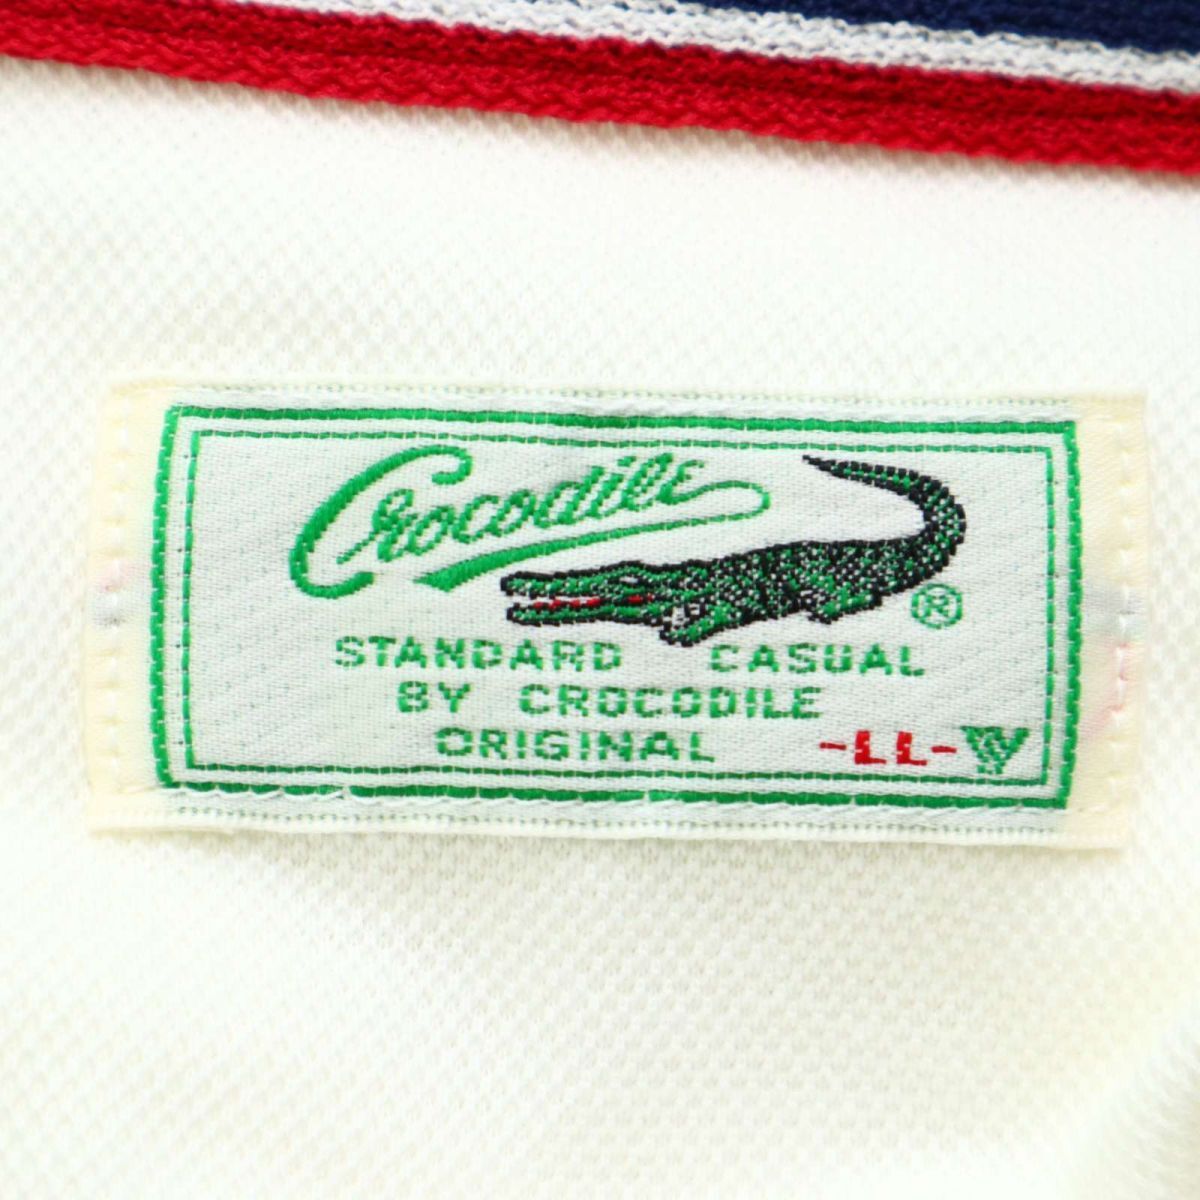 Crocodile
®
STANDARD CASUAL
BY CROCODILE
ORIGINAL -LL-